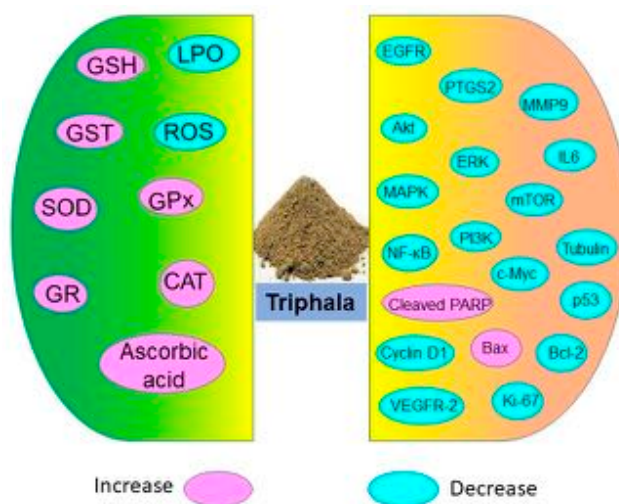 GSH
LPO
GST
ROS
SOD
GPx
GR
CAT
Ascorbic
acid
Triphala
EGFR
PTGS2
MMP9
Akt
ERK
IL6
MAPK
mTOR
NF-κB
PI3K
Tubulin
c-Myc
Cleaved PARP
p53
Cyclin D1
Bax
Bcl-2
VEGFR-2
Ki-67
Increase
Decrease